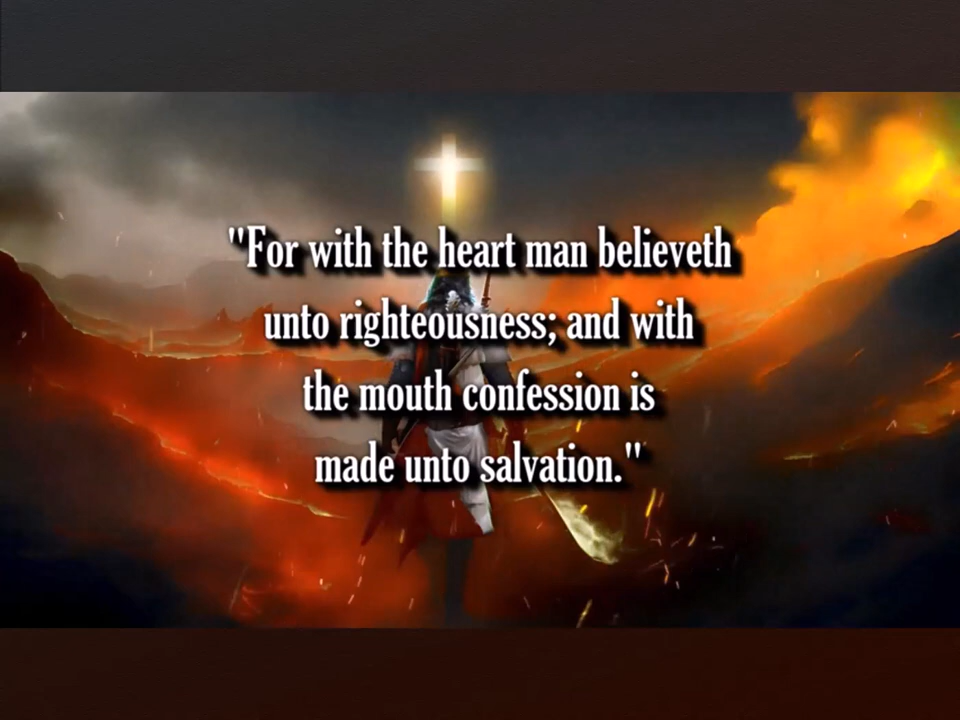 "For with the heart man believeth
unto righteousness; and with
the mouth confession is
made unto salvation."